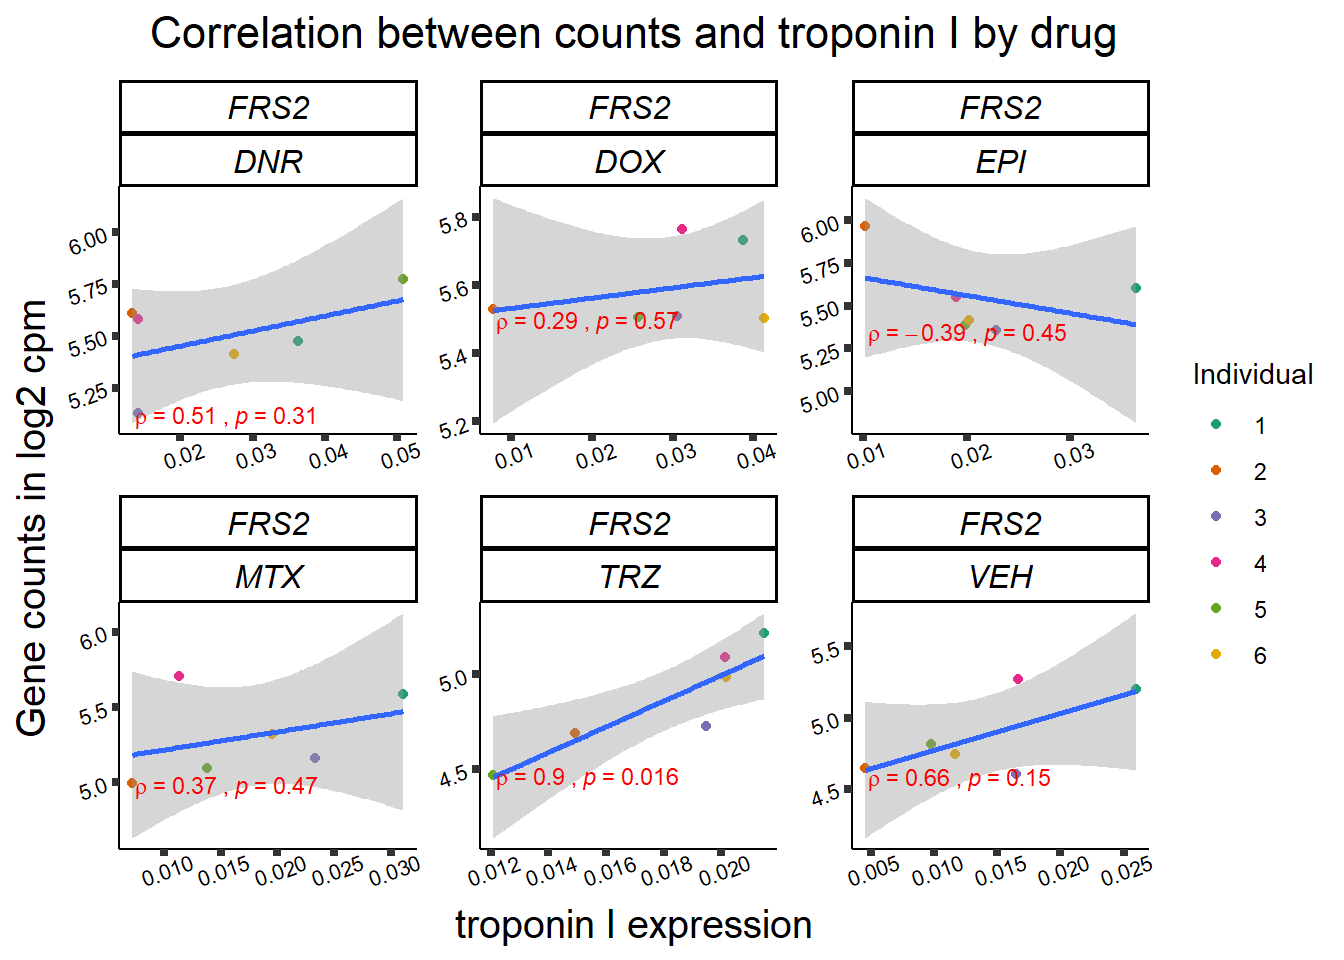 Correlation between counts and troponin I by drug
FRS2 FRS2 FRS2
DNR DOX EPI
6.00
5.75
5.50
5.25
ρ = 0.51 , p = 0.31
0.02 0.03 0.04 0.05
5.8
5.6
5.4
5.2
ρ = 0.29 , p = 0.57
0.01 0.02 0.03 0.04
6.00
5.75
5.50
5.25
5.00
ρ = −0.39 , p = 0.45
0.01 0.02 0.03
FRS2 FRS2 FRS2
MTX TRZ VEH
6.0
5.5
5.0
ρ = 0.37 , p = 0.47
0.010 0.015 0.020 0.025 0.030
5.0
4.5
ρ = 0.9 , p = 0.016
0.012 0.014 0.016 0.018 0.020
5.5
5.0
4.5
ρ = 0.66 , p = 0.15
0.005 0.010 0.015 0.020 0.025
Gene counts in log2 cpm
troponin I expression
Individual
1
2
3
4
5
6